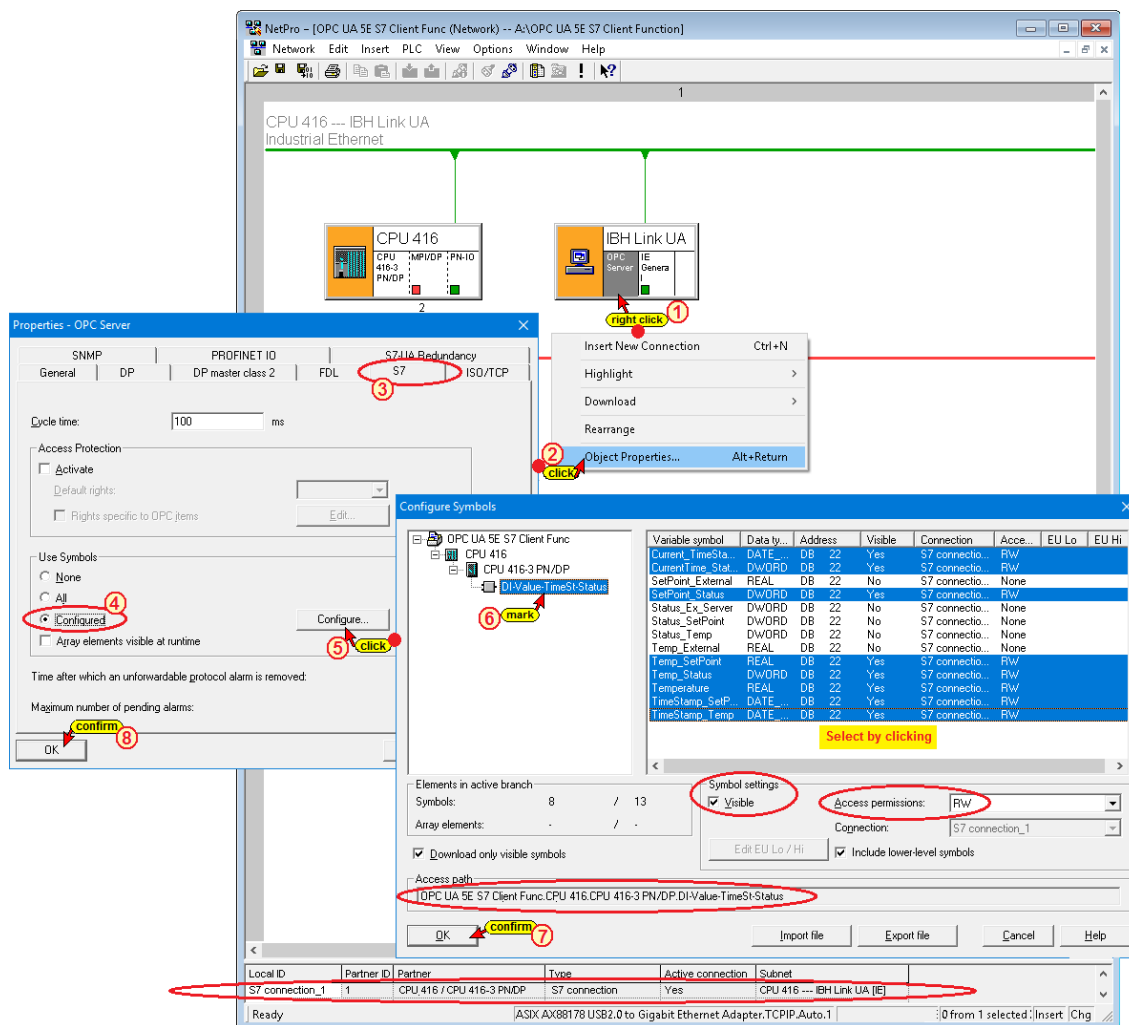 NetPro – [OPC UA 5E S7 Client Func (Network) -- A:\OPC UA 5E S7 Client Function]
Network Edit Insert PLC View Options Window Help
1
CPU 416 --- IBH Link UA
Industrial Ethernet
CPU 416
CPU 416-3 PN/DP
MPI/DP
PN-IO
2
IBH Link UA
OPC Server
IE Genera l
right click
1
Insert New Connection Ctrl+N
Highlight
Download
Rearrange
Object Properties... Alt+Return
2
click
Properties - OPC Server
SNMP PROFINET IO S7-UA Redundancy
General DP DP master class 2 FDL S7 ISO/TCP
3
Cycle time: 100 ms
Access Protection
Activate
Default rights:
Rights specific to OPC items Edit...
Use Symbols
None
All
4
Configured Configure...
Array elements visible at runtime
5
click
Time after which an unforwardable protocol alarm is removed:
Maximum number of pending alarms:
confirm
8
OK
Configure Symbols
OPC UA 5E S7 Client Func
CPU 416
CPU 416-3 PN/DP
DI-Value-TimeSt-Status
6
mark
Variable symbol Data ty... Address Visible Connection Acce... EU Lo EU Hi
Current_TimeSta... DATE_... DB 22 Yes S7 connectio... RW
CurrentTime_Stat... DWORD DB 22 Yes S7 connectio... RW
SetPoint_External REAL DB 22 No S7 connectio... None
SetPoint_Status DWORD DB 22 Yes S7 connectio... RW
Status_Ex_Server DWORD DB 22 No S7 connectio... None
Status_SetPoint DWORD DB 22 No S7 connectio... None
Status_Temp DWORD DB 22 No S7 connectio... None
Temp_External REAL DB 22 No S7 connectio... None
Temp_SetPoint REAL DB 22 Yes S7 connectio... RW
Temp_Status DWORD DB 22 Yes S7 connectio... RW
Temperature REAL DB 22 Yes S7 connectio... RW
TimeStamp_SetP... DATE_... DB 22 Yes S7 connectio... RW
TimeStamp_Temp DATE_... DB 22 Yes S7 connectio... RW
Select by clicking
Elements in active branch
Symbols: 8 / 13
Array elements: - / -
Symbol settings
Visible
Access permissions: RW
Connection: S7 connection_1
Edit EU Lo / Hi
Include lower-level symbols
Download only visible symbols
Access path
OPC UA 5E S7 Client Func.CPU 416.CPU 416-3 PN/DP.DI-Value-TimeSt-Status
OK
confirm
7
Import file Export file Cancel Help
Local ID Partner ID Partner Type Active connection Subnet
S7 connection_1 1 CPU 416 / CPU 416-3 PN/DP S7 connection Yes CPU 416 --- IBH Link UA [IE]
Ready ASIX AX88178 USB2.0 to Gigabit Ethernet Adapter.TCPIP.Auto.1 0 from 1 selected Insert Chg